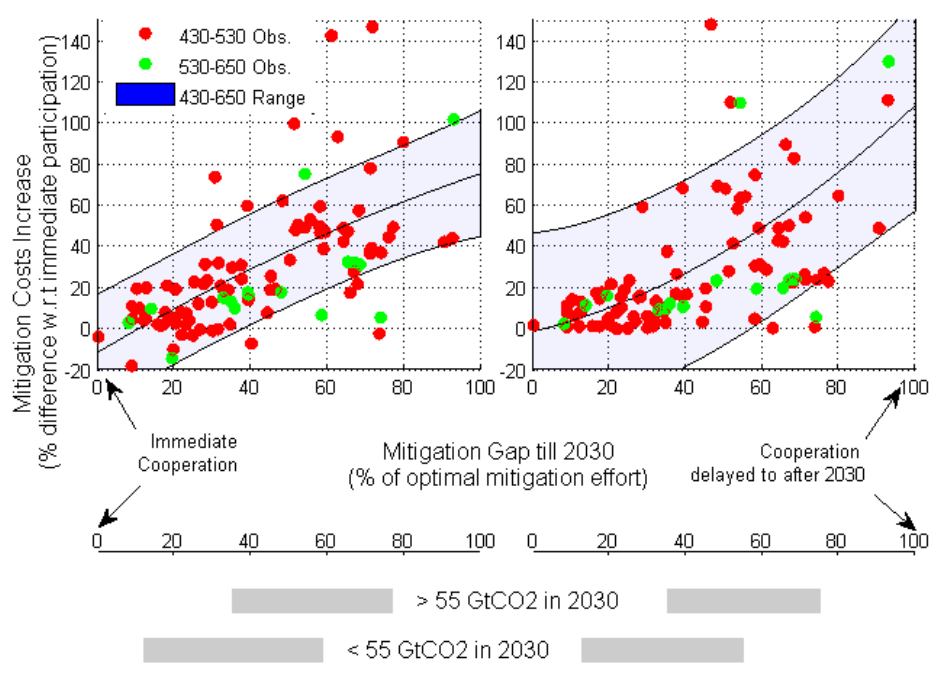 Mitigation Costs Increase
(% difference w.r.t immediate participation)
430-530 Obs.
530-650 Obs.
430-650 Range
140
120
100
80
60
40
20
0
-20
0 20 40 60 80 100
140
120
100
80
60
40
20
0
-20
0 20 40 60 80 100
Immediate
Cooperation
Mitigation Gap till 2030
(% of optimal mitigation effort)
Cooperation
delayed to after 2030
0 20 40 60 80 100
0 20 40 60 80 100
> 55 GtCO2 in 2030
< 55 GtCO2 in 2030